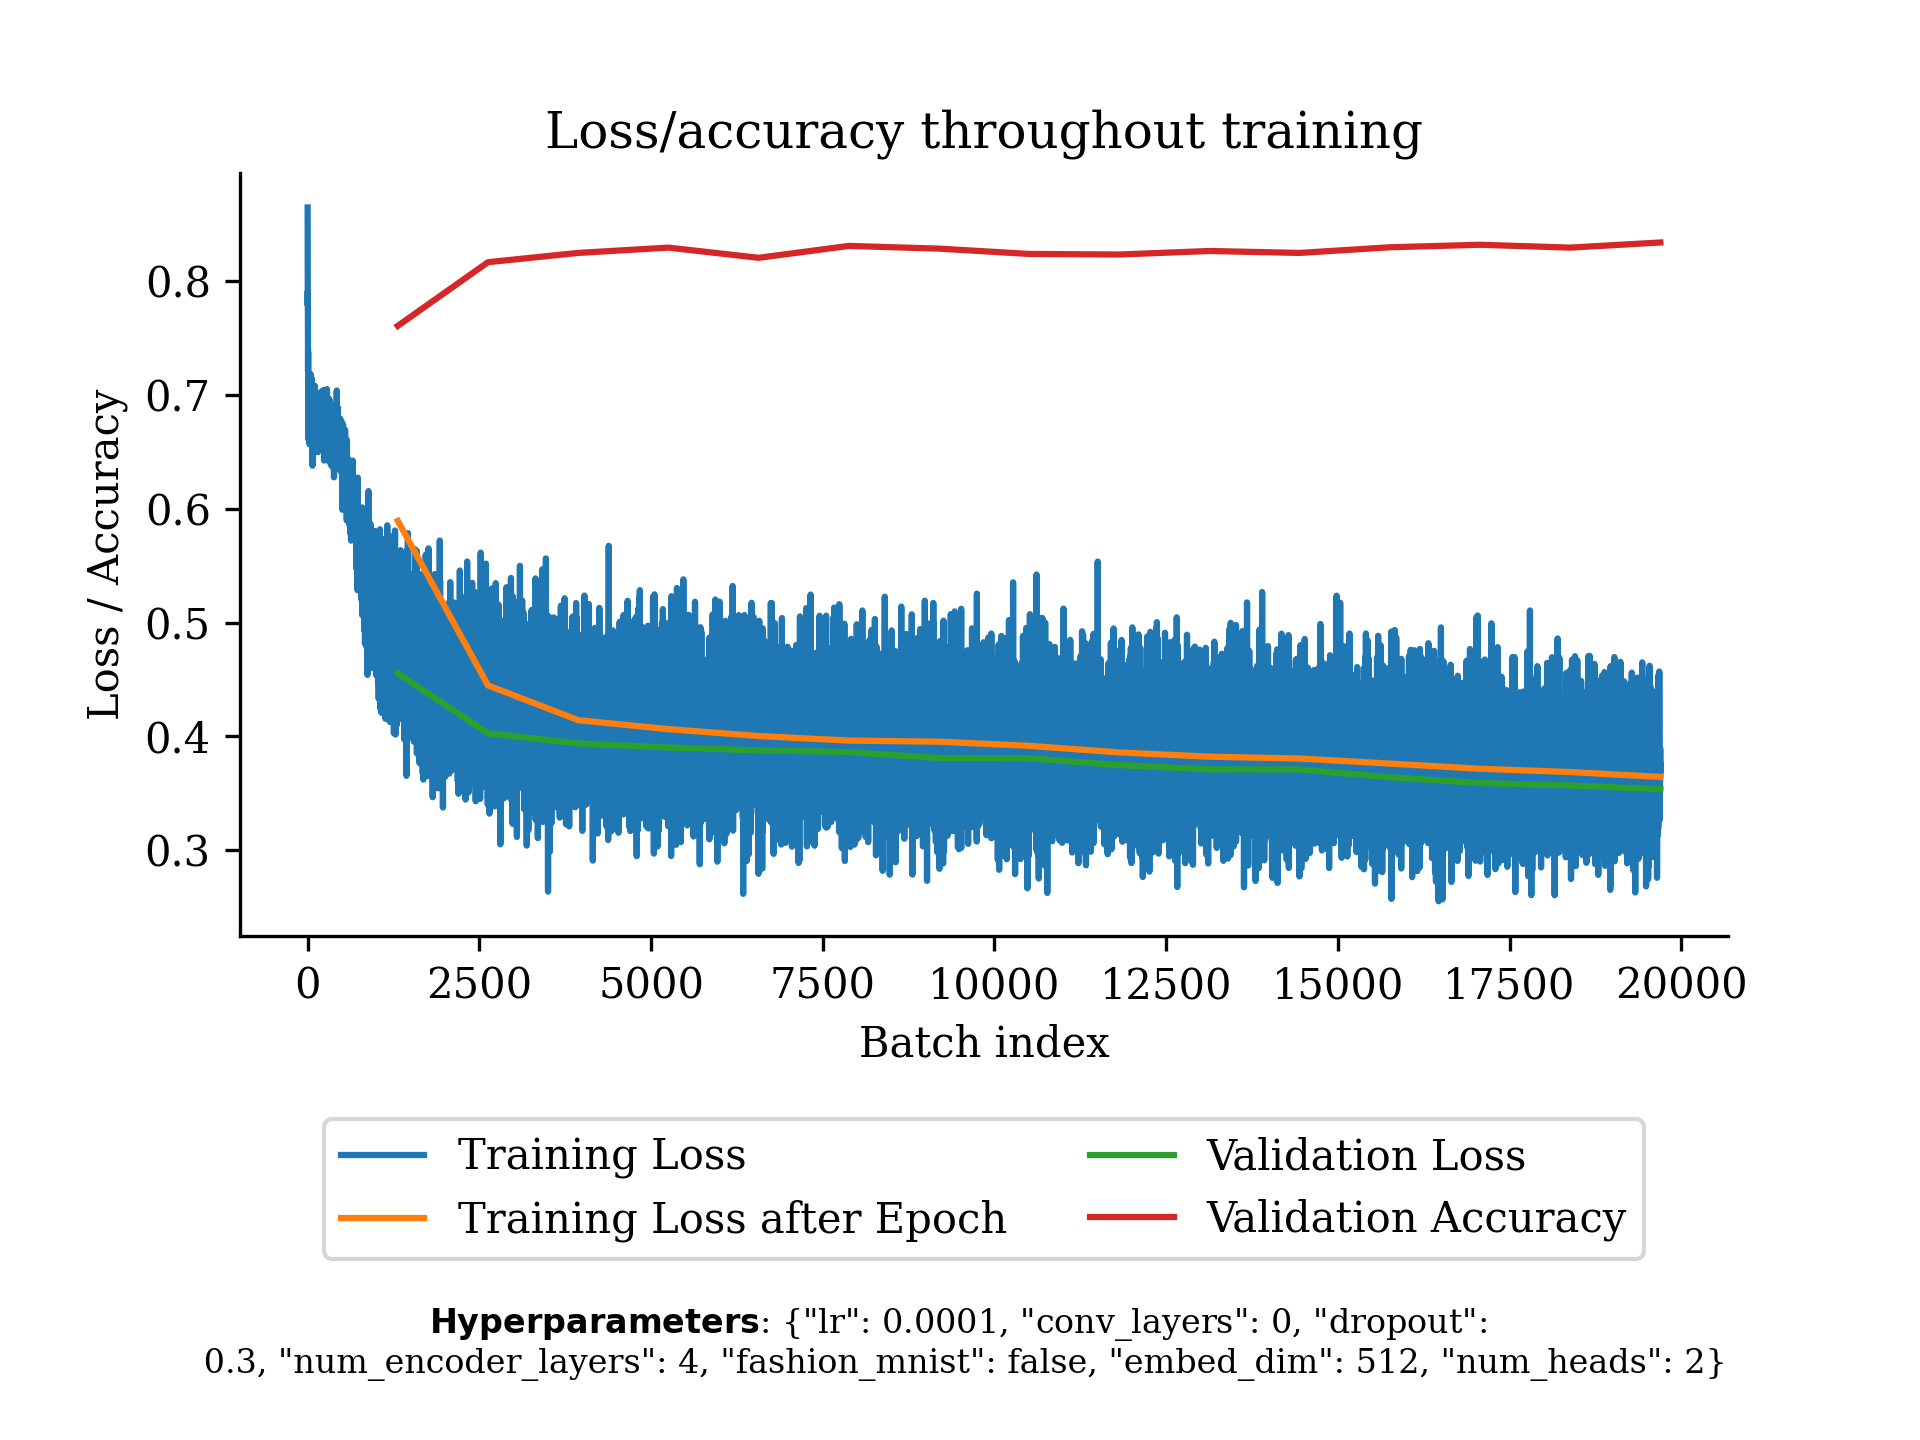 Loss/accuracy throughout training
Loss / Accuracy
0.8
0.7
0.6
0.5
0.4
0.3
0 2500 5000 7500 10000 12500 15000 17500 20000
Batch index
Training Loss
Training Loss after Epoch
Validation Loss
Validation Accuracy
Hyperparameters: {"lr": 0.0001, "conv_layers": 0, "dropout":
0.3, "num_encoder_layers": 4, "fashion_mnist": false, "embed_dim": 512, "num_heads": 2}